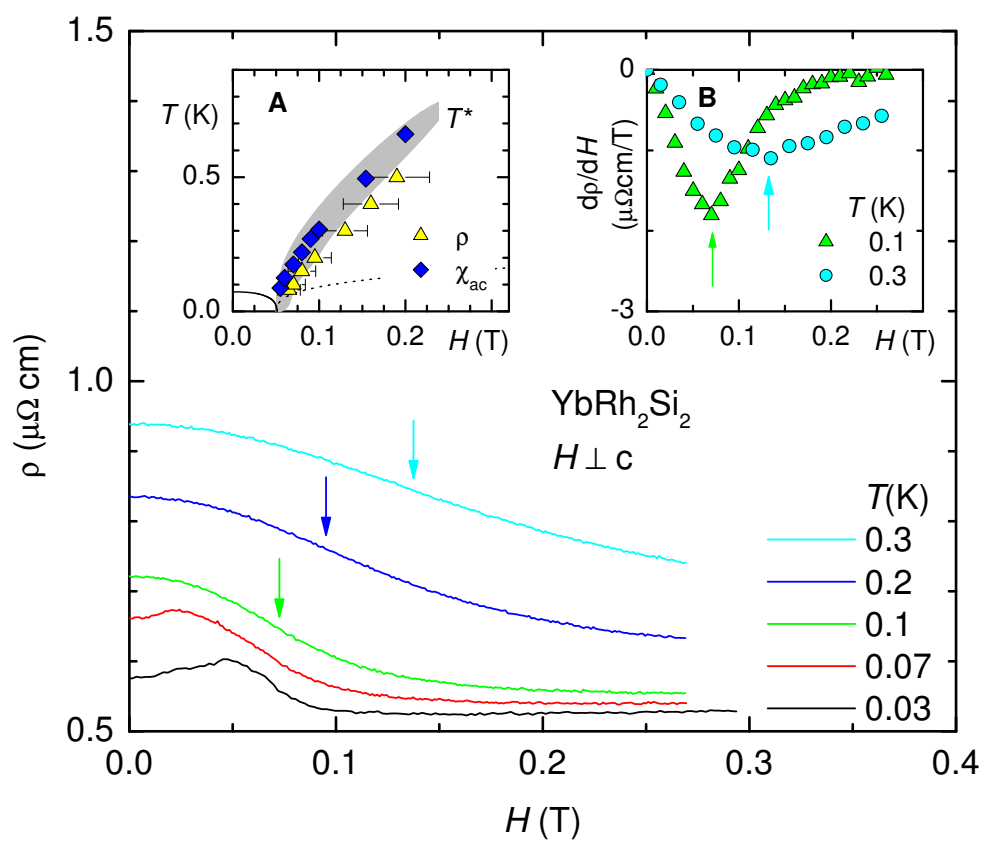 1.5
1.0
0.5
ρ (μΩ cm)
0.0 0.1 0.2 0.3 0.4
H (T)
A
T (K)
T*
0.5
0.0
ρ
χac
0.0 0.1 0.2 H (T)
B
0
-3
dρ/dH
(μΩcm/T)
T (K)
0.1
0.3
0.0 0.1 0.2 H (T)
YbRh2Si2
H ⊥ c
T(K)
0.3
0.2
0.1
0.07
0.03